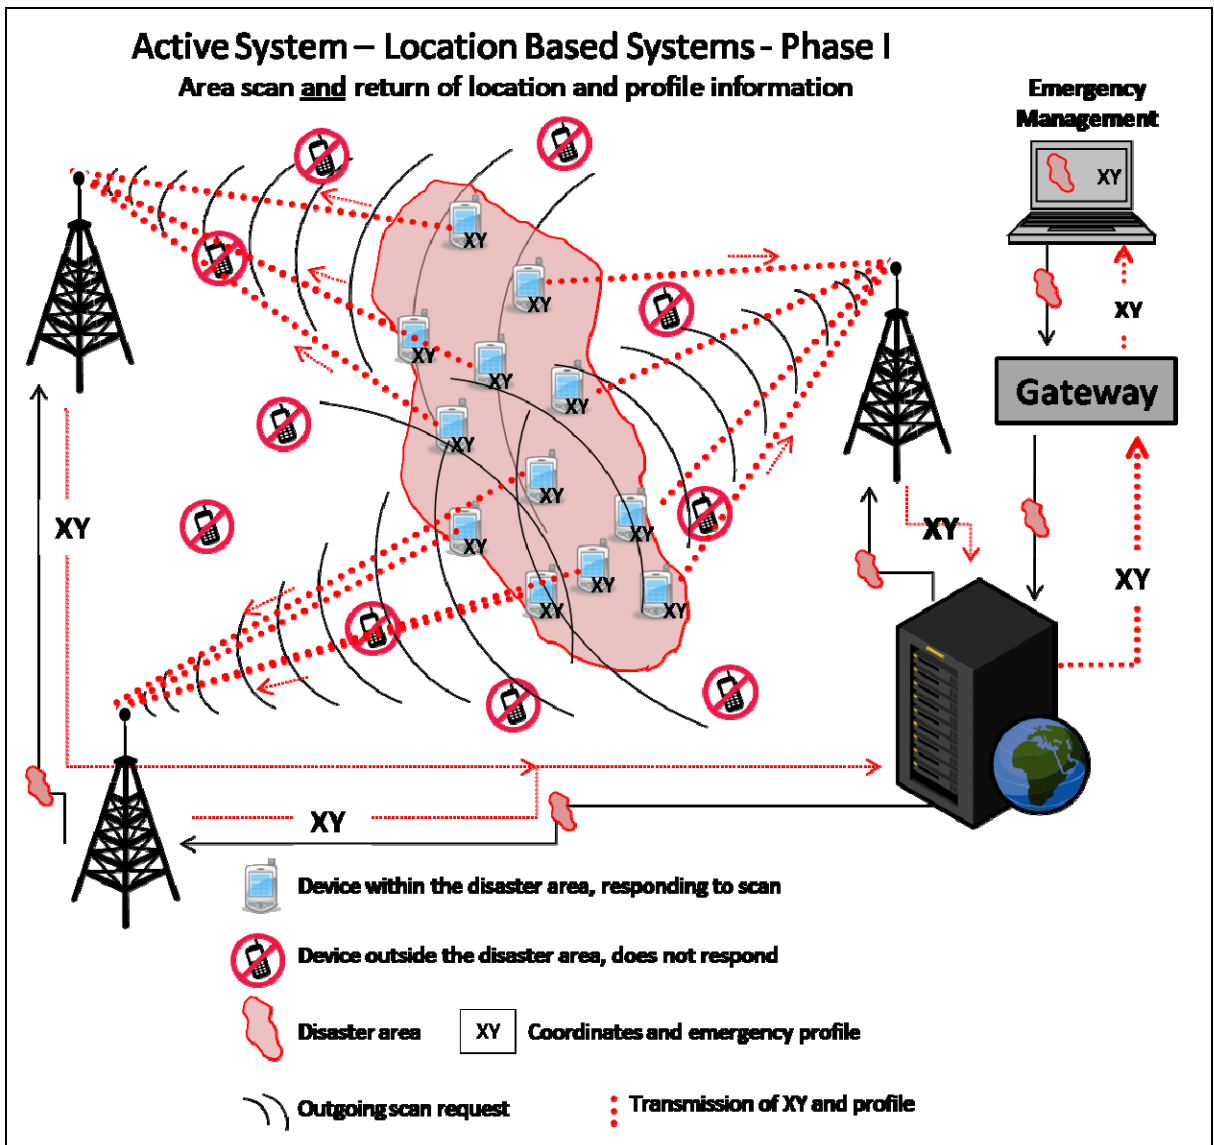 Active System – Location Based Systems - Phase I
Area scan and return of location and profile information
Emergency
Management
XY
XY
XY
XY
XY
XY
XY
XY
Gateway
XY
XY
XY
XY
XY
XY
XY
XY
XY
XY
XY
XY
Device within the disaster area, responding to scan
Device outside the disaster area, does not respond
Disaster area
XY
Coordinates and emergency profile
Outgoing scan request
Transmission of XY and profile